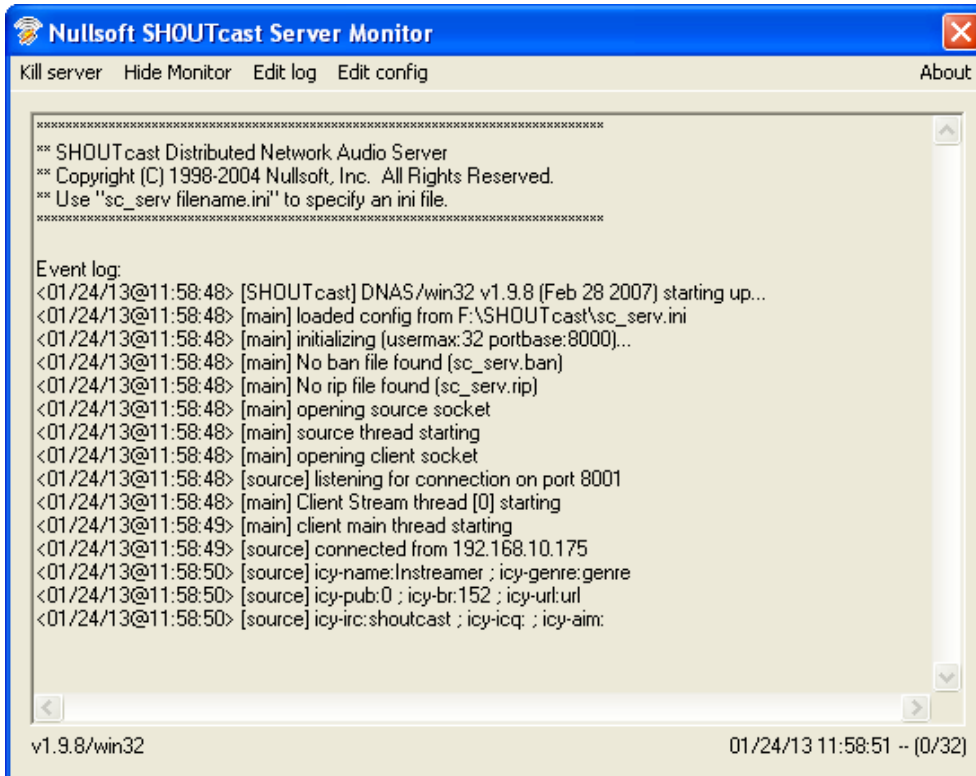 Nullsoft SHOUTcast Server Monitor
Kill server Hide Monitor Edit log Edit config About
*******************************************************************************
** SHOUTcast Distributed Network Audio Server
** Copyright (C) 1998-2004 Nullsoft, Inc. All Rights Reserved.
** Use "sc_serv filename.ini" to specify an ini file.
*******************************************************************************
Event log:
<01/24/13@11:58:48> [SHOUTcast] DNAS/win32 v1.9.8 (Feb 28 2007) starting up...
<01/24/13@11:58:48> [main] loaded config from F:\SHOUTcast\sc_serv.ini
<01/24/13@11:58:48> [main] initializing (usermax:32 portbase:8000)...
<01/24/13@11:58:48> [main] No ban file found (sc_serv.ban)
<01/24/13@11:58:48> [main] No rip file found (sc_serv.rip)
<01/24/13@11:58:48> [main] opening source socket
<01/24/13@11:58:48> [main] source thread starting
<01/24/13@11:58:48> [main] opening client socket
<01/24/13@11:58:48> [source] listening for connection on port 8001
<01/24/13@11:58:48> [main] Client Stream thread [0] starting
<01/24/13@11:58:49> [main] client main thread starting
<01/24/13@11:58:49> [source] connected from 192.168.10.175
<01/24/13@11:58:50> [source] icy-name:Instreamer ; icy-genre:genre
<01/24/13@11:58:50> [source] icy-pub:0 ; icy-br:152 ; icy-url:url
<01/24/13@11:58:50> [source] icy-irc:shoutcast ; icy-icq: ; icy-aim:
v1.9.8/win32 01/24/13 11:58:51 -- (0/32)